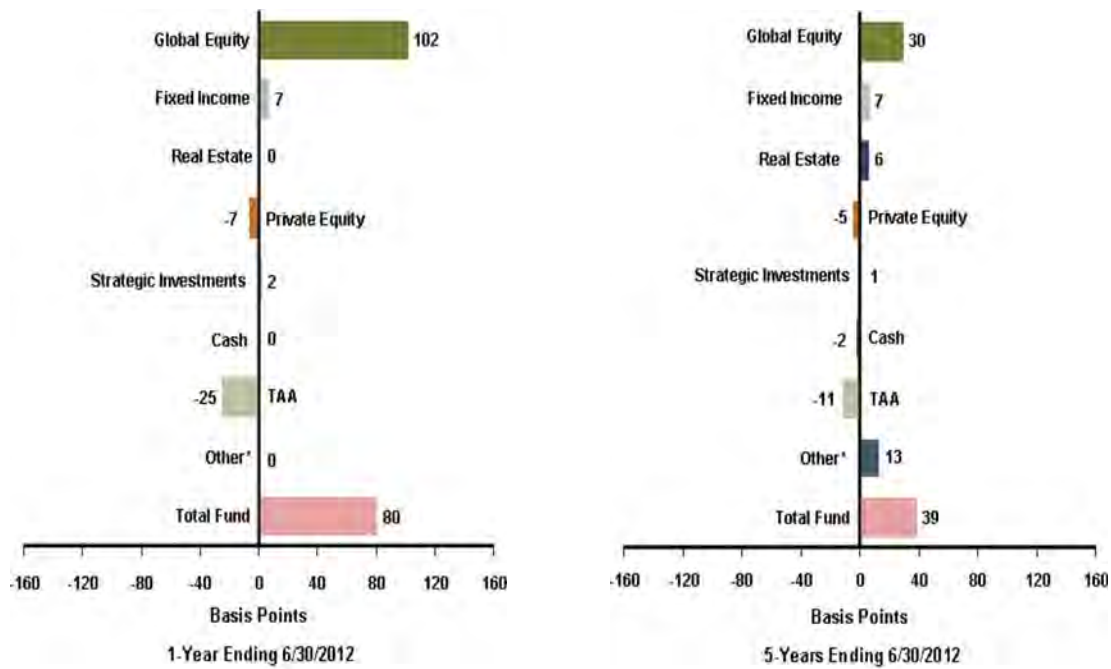 Global Equity 102
Fixed Income 7
Real Estate 0
-7 Private Equity
Strategic Investments 2
Cash 0
-25 TAA
Other* 0
Total Fund 80
-160 -120 -80 -40 0 40 80 120 160
Basis Points
1-Year Ending 6/30/2012
Global Equity 30
Fixed Income 7
Real Estate 6
-5 Private Equity
Strategic Investments 1
-2 Cash
-11 TAA
Other* 13
Total Fund 39
-160 -120 -80 -40 0 40 80 120 160
Basis Points
5-Years Ending 6/30/2012